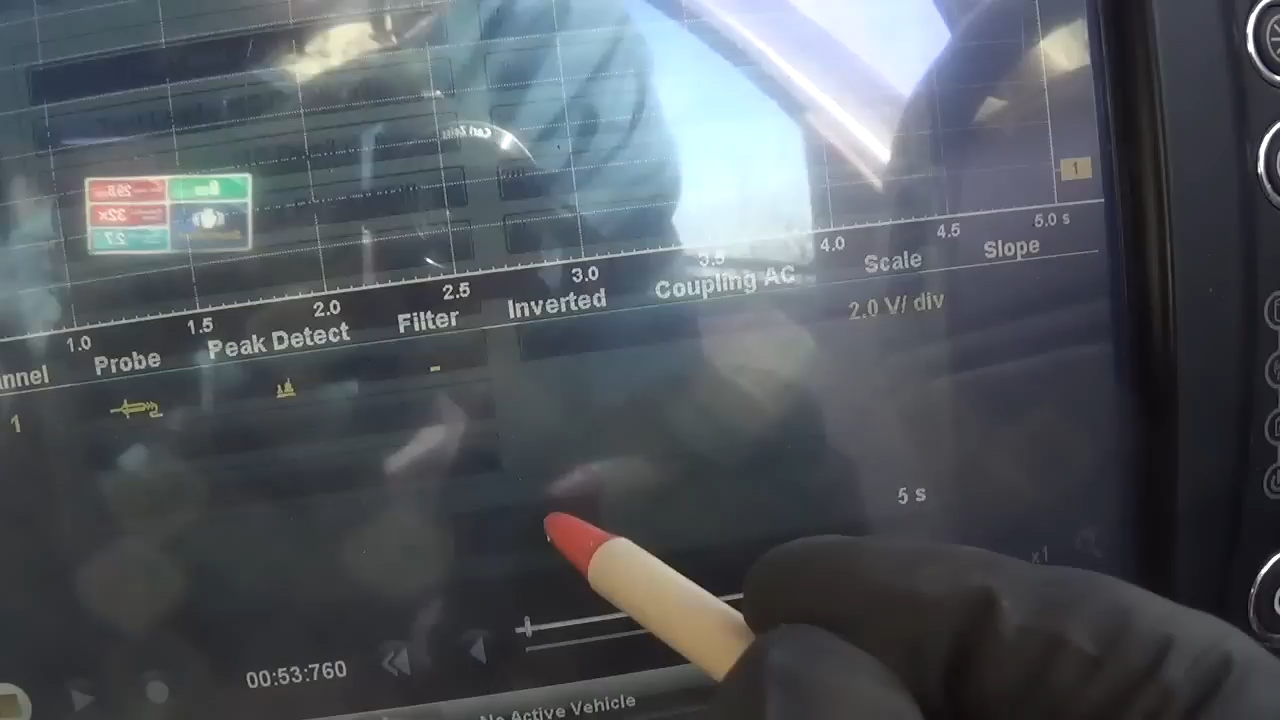 1
1.0 1.5 2.0 2.5 3.0 3.5 4.0 4.5 5.0 s
Probe Peak Detect Filter Inverted Coupling AC Scale Slope
1 - 2.0 V/ div
5 s
x1
00:53:760
No Active Vehicle